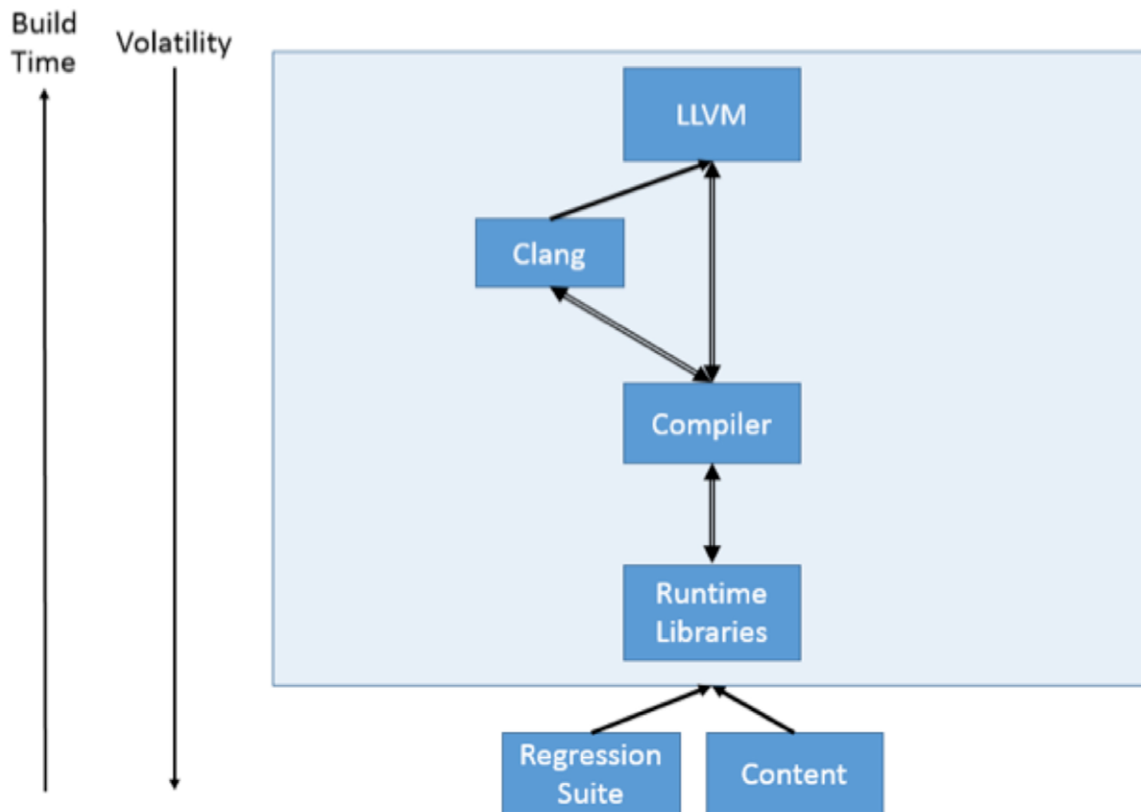 Build
Time
Volatility
LLVM
Clang
Compiler
Runtime
Libraries
Regression
Suite
Content